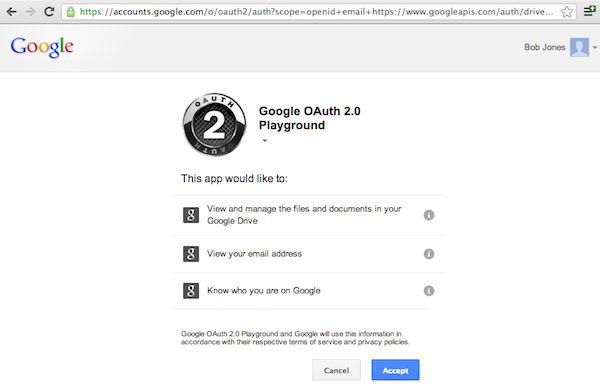 https://accounts.google.com/o/oauth2/auth?scope=openid+email+https://www.googleapis.com/auth/drive...
Google
Bob Jones
OAUTH
2
OAUTH
Google OAuth 2.0
Playground
This app would like to:
g
View and manage the files and documents in your
Google Drive
i
g
View your email address
i
g
Know who you are on Google
i
Google OAuth 2.0 Playground and Google will use this information in
accordance with their respective terms of service and privacy policies.
Cancel
Accept